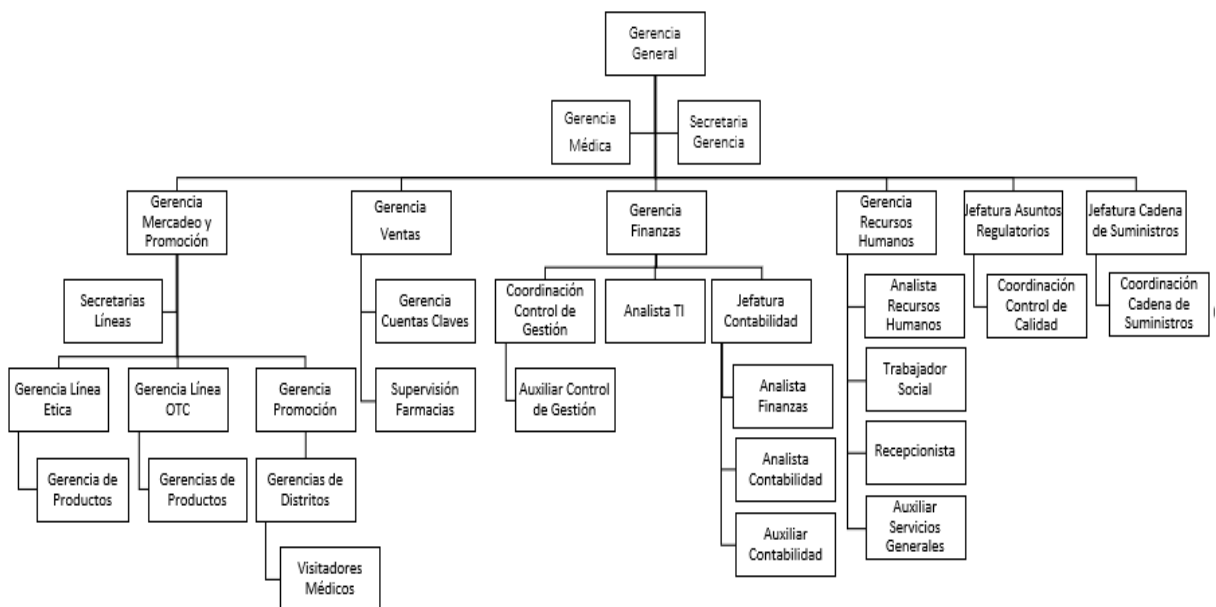 Gerencia
General
Gerencia
Médica
Secretaria
Gerencia
Gerencia
Mercadeo y
Promoción
Gerencia
Ventas
Gerencia
Finanzas
Gerencia
Recursos
Humanos
Jefatura Asuntos
Regulatorios
Jefatura Cadena
de Suministros
Secretarias
Líneas
Gerencia
Cuentas Claves
Coordinación
Control de
Gestión
Analista TI
Jefatura
Contabilidad
Analista
Recursos
Humanos
Coordinación
Control de
Calidad
Coordinación
Cadena de
Suministros
Gerencia Línea
Etica
Gerencia Línea
OTC
Gerencia
Promoción
Supervisión
Farmacias
Auxiliar Control
de Gestión
Analista
Finanzas
Trabajador
Social
Gerencia de
Productos
Gerencias de
Productos
Gerencias de
Distritos
Analista
Contabilidad
Recepcionista
Visitadores
Médicos
Auxiliar
Contabilidad
Auxiliar
Servicios
Generales